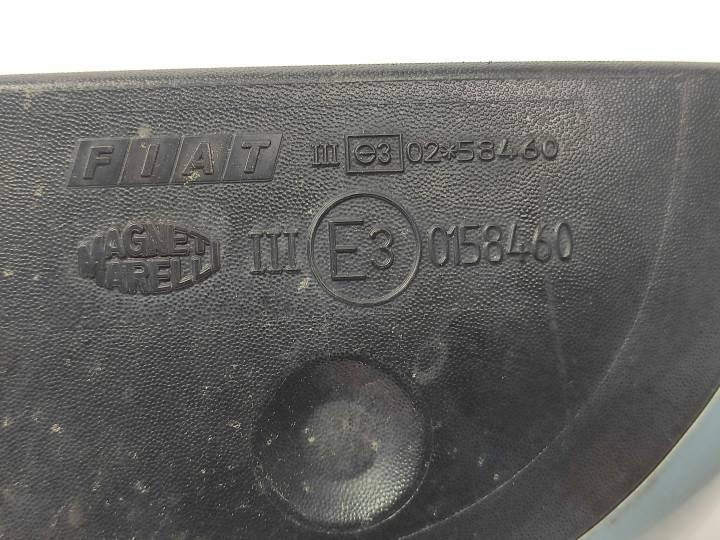 FIAT III e3 02*58460
MAGNETI MARELLI III E3 0158460